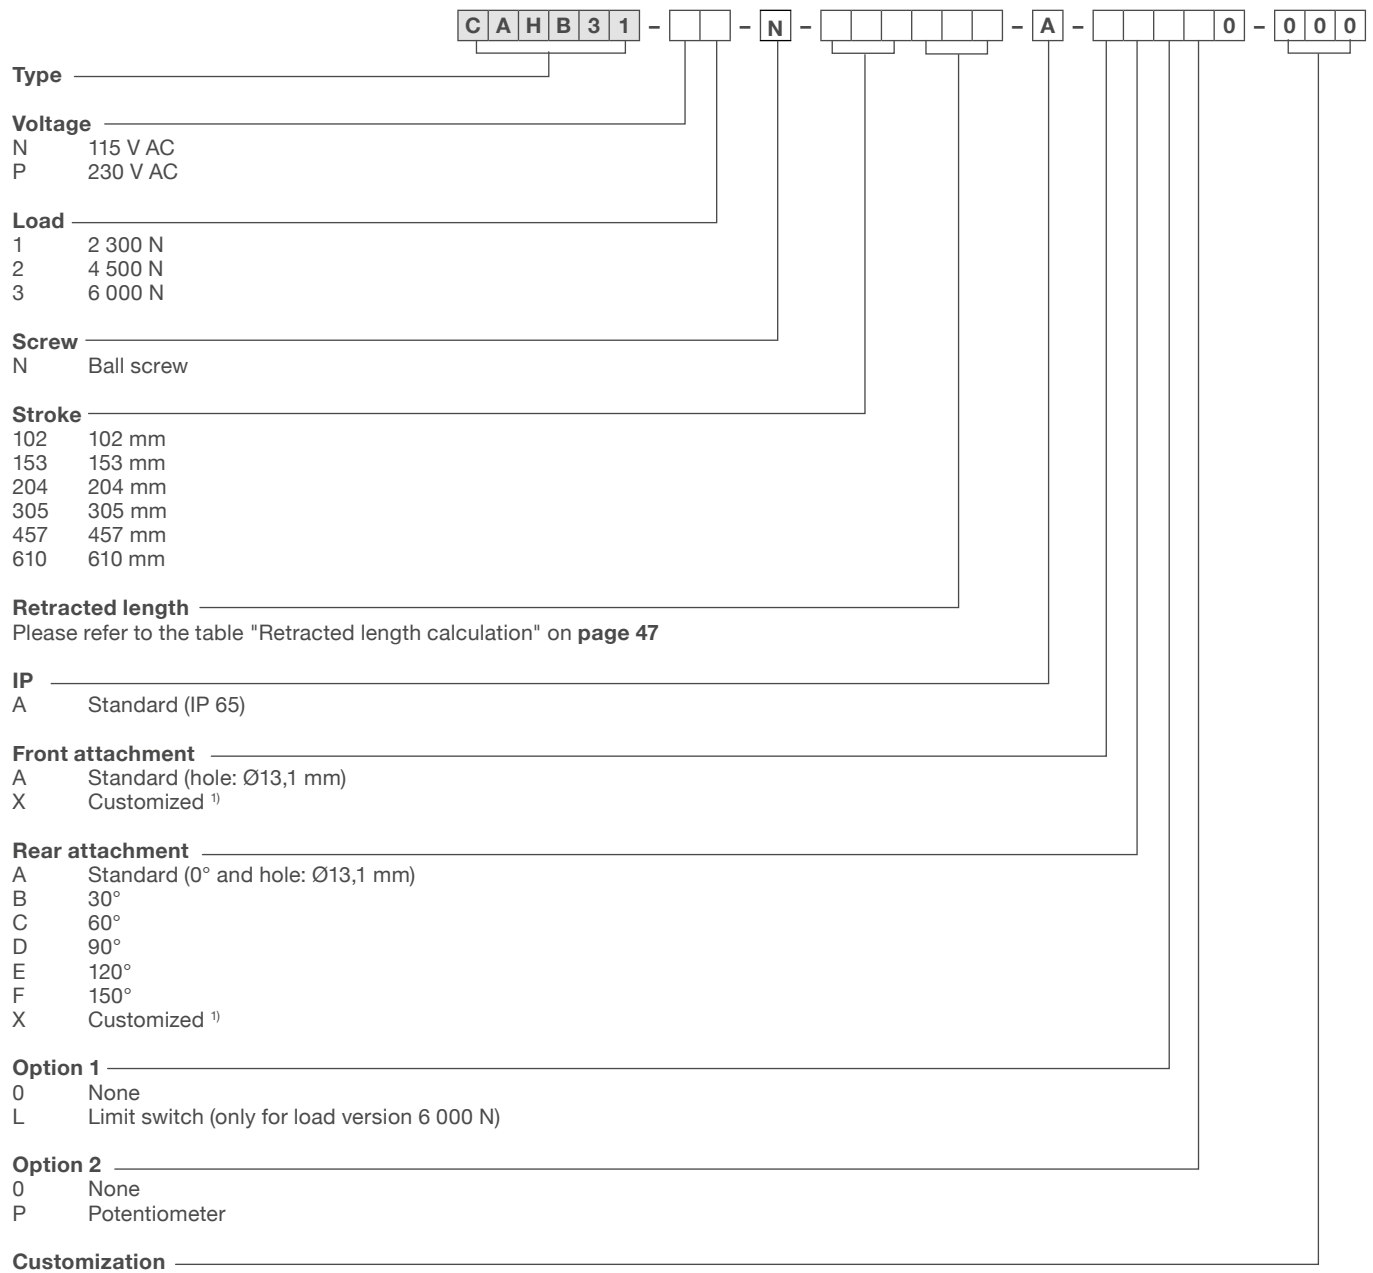 CAHB31 – – N – – A – 0 – 000
Type
Voltage
N 115 V AC
P 230 V AC
Load
1 2 300 N
2 4 500 N
3 6 000 N
Screw
N Ball screw
Stroke
102 102 mm
153 153 mm
204 204 mm
305 305 mm
457 457 mm
610 610 mm
Retracted length
Please refer to the table "Retracted length calculation" on page 47
IP
A Standard (IP 65)
Front attachment
A Standard (hole: Ø13,1 mm)
X Customized 1)
Rear attachment
A Standard (0° and hole: Ø13,1 mm)
B 30°
C 60°
D 90°
E 120°
F 150°
X Customized 1)
Option 1
0 None
L Limit switch (only for load version 6 000 N)
Option 2
0 None
P Potentiometer
Customization